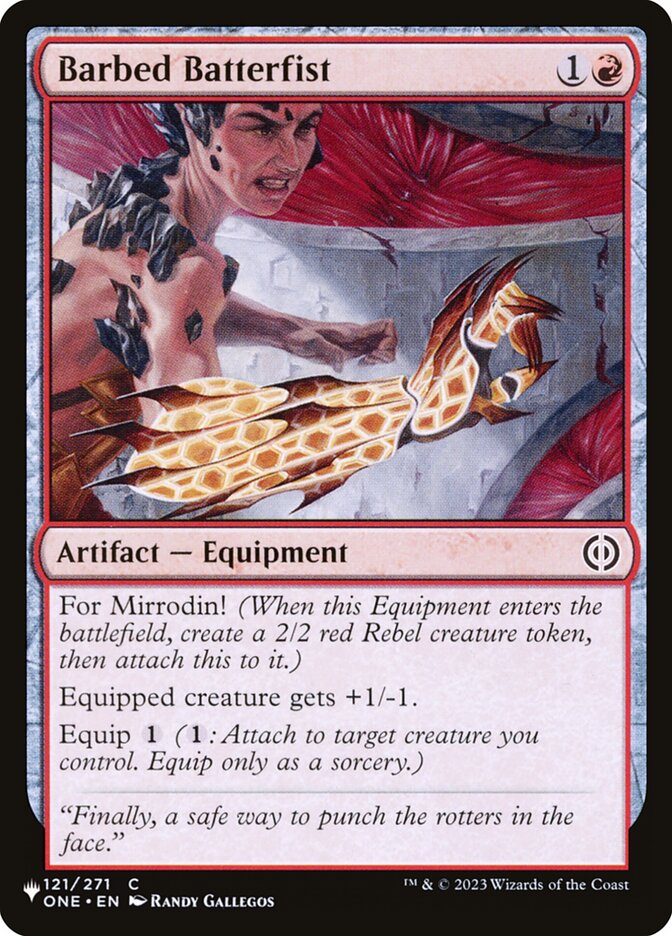 Barbed Batterfist
1
Artifact — Equipment
For Mirrodin! (When this Equipment enters the
battlefield, create a 2/2 red Rebel creature token,
then attach this to it.)
Equipped creature gets +1/-1.
Equip 1 (1: Attach to target creature you
control. Equip only as a sorcery.)
“Finally, a safe way to punch the rotters in the
face.”
121/271 C
ONE • EN RANDY GALLEGOS
™ & © 2023 Wizards of the Coast